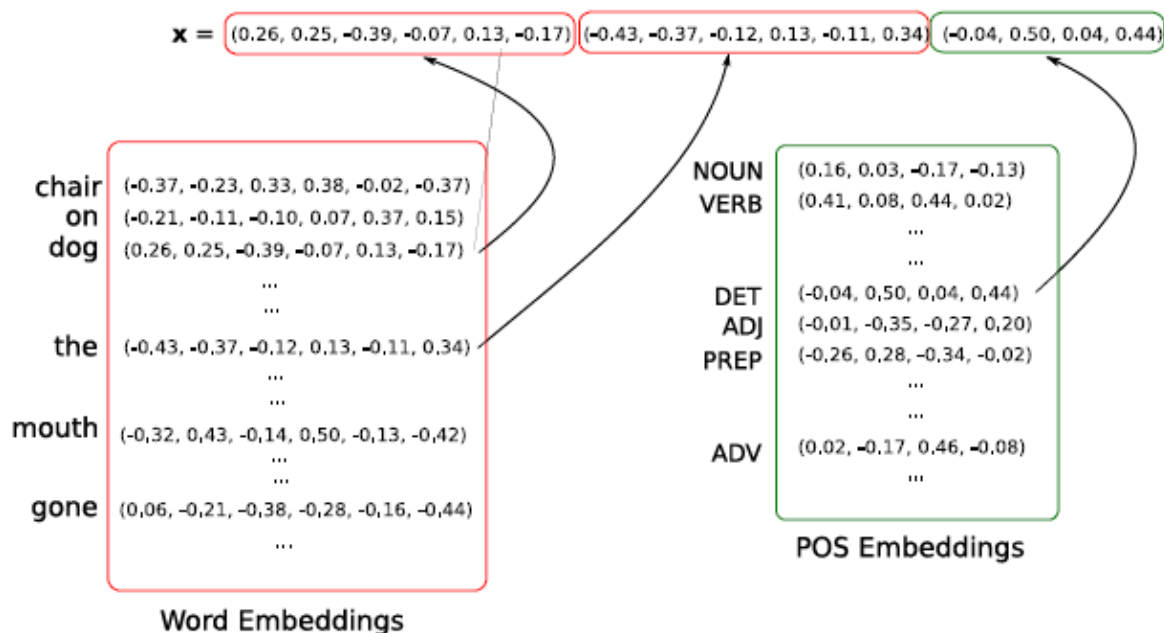 x = (0.26, 0.25, -0.39, -0.07, 0.13, -0.17) (-0.43, -0.37, -0.12, 0.13, -0.11, 0.34) (-0.04, 0.50, 0.04, 0.44)
chair (-0.37, -0.23, 0.33, 0.38, -0.02, -0.37)
on (-0.21, -0.11, -0.10, 0.07, 0.37, 0.15)
dog (0.26, 0.25, -0.39, -0.07, 0.13, -0.17)
...
...
the (-0.43, -0.37, -0.12, 0.13, -0.11, 0.34)
...
...
mouth (-0.32, 0.43, -0.14, 0.50, -0.13, -0.42)
...
...
gone (0.06, -0.21, -0.38, -0.28, -0.16, -0.44)
...
Word Embeddings
NOUN (0.16, 0.03, -0.17, -0.13)
VERB (0.41, 0.08, 0.44, 0.02)
...
...
DET (-0.04, 0.50, 0.04, 0.44)
ADJ (-0.01, -0.35, -0.27, 0.20)
PREP (-0.26, 0.28, -0.34, -0.02)
...
...
ADV (0.02, -0.17, 0.46, -0.08)
...
POS Embeddings